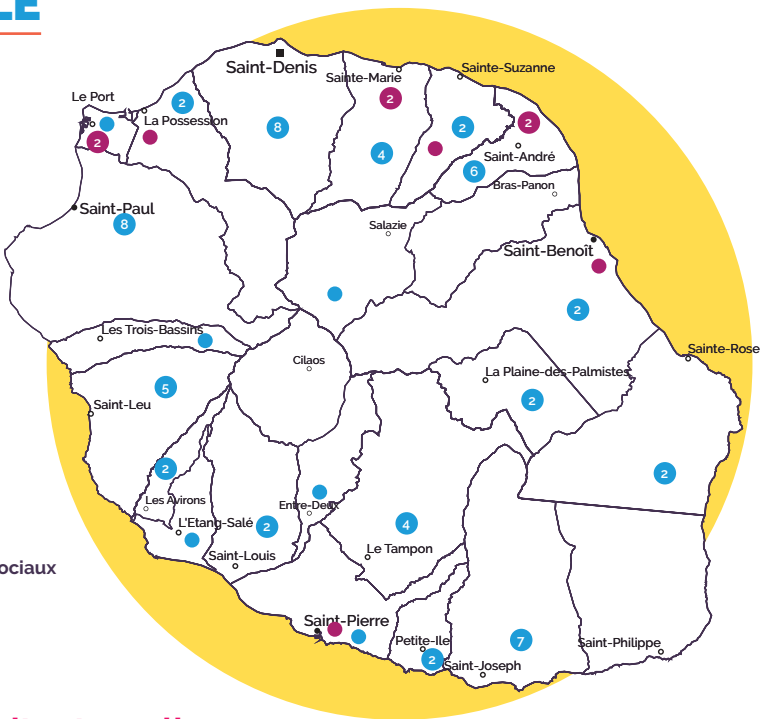 Saint-Denis
Sainte-Marie
Sainte-Suzanne
Le Port
2
2
2
La Possession
8
2
2
4
Saint-André
6
Bras-Panon
Saint-Paul
8
Salazie
Saint-Benoît
2
Les Trois-Bassins
Sainte-Rose
Cilaos
La Plaine-des-Palmistes
5
2
Saint-Leu
2
2
Les Avirons
Entre-Deux
L'Etang-Salé
2
4
Saint-Louis
Le Tampon
ociaux
Saint-Pierre
Petite-Ile
7
Saint-Philippe
2
Saint-Joseph